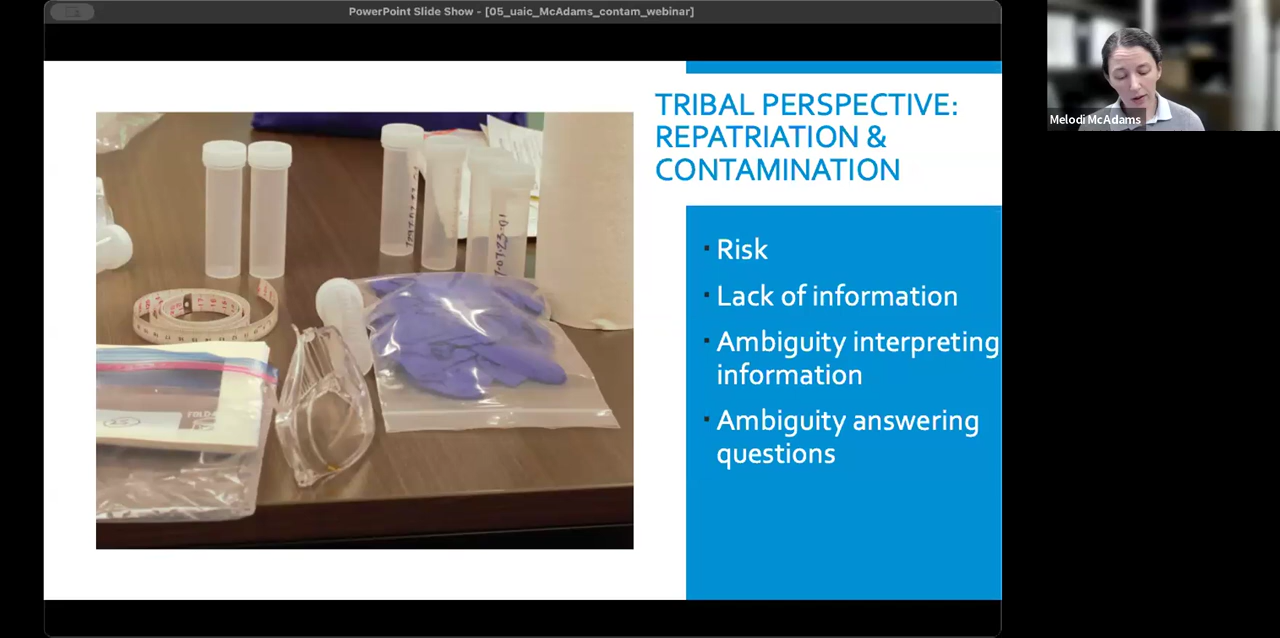 PowerPoint Slide Show - [05_uaic_McAdams_contam_webinar]
Melodi McAdams
TRIBAL PERSPECTIVE:
REPATRIATION &
CONTAMINATION
Risk
Lack of information
Ambiguity interpreting
information
Ambiguity answering
questions